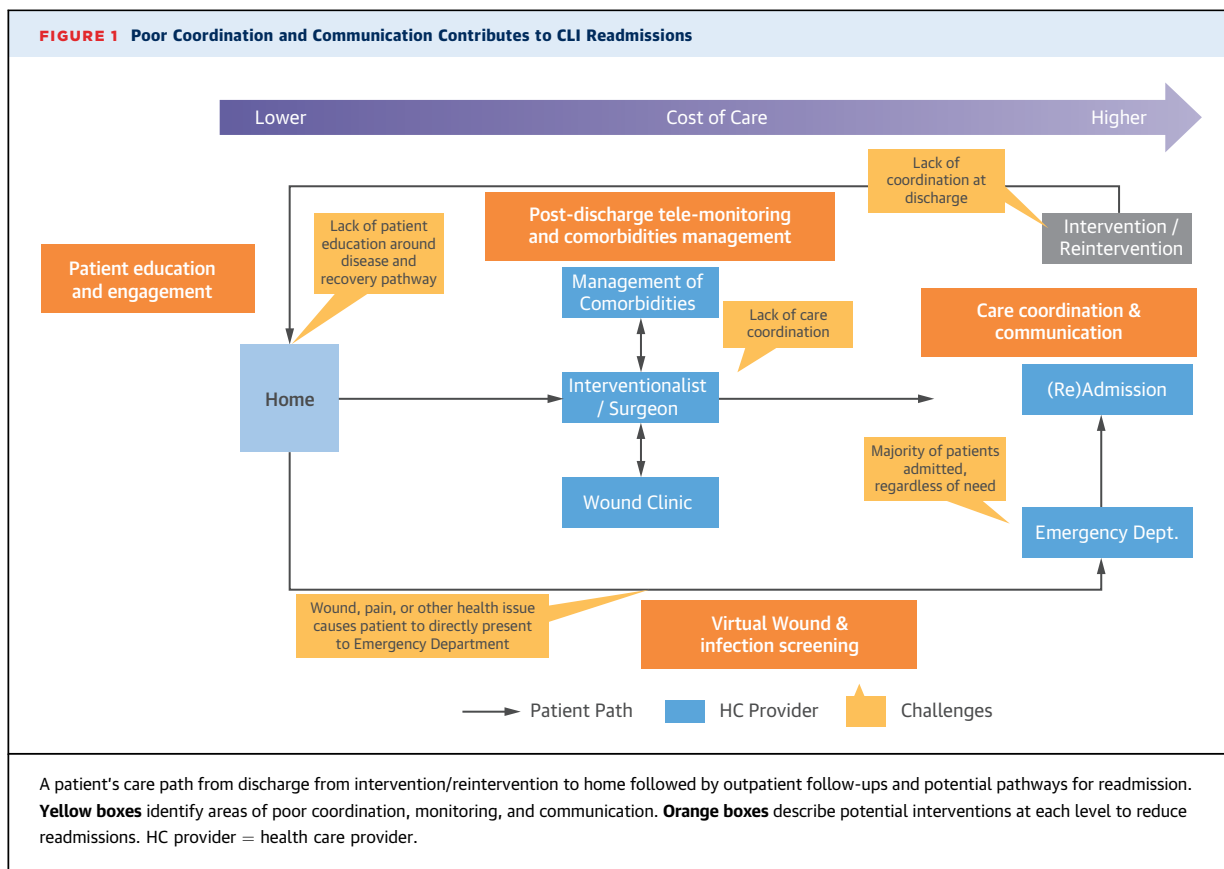 FIGURE 1 Poor Coordination and Communication Contributes to CLI Readmissions
Lower Cost of Care Higher
Lack of
coordination at
discharge
Intervention /
Reintervention
Post-discharge tele-monitoring
and comorbidities management
Lack of patient
education around
disease and
recovery pathway
Patient education
and engagement
Management of
Comorbidities
Lack of care
coordination
Care coordination &
communication
Home
Interventionalist
/ Surgeon
(Re)Admission
Majority of patients
admitted,
regardless of need
Wound Clinic
Emergency Dept.
Wound, pain, or other health issue
causes patient to directly present
to Emergency Department
Virtual Wound &
infection screening
Patient Path HC Provider Challenges
A patient's care path from discharge from intervention/reintervention to home followed by outpatient follow-ups and potential pathways for readmission.
Yellow boxes identify areas of poor coordination, monitoring, and communication. Orange boxes describe potential interventions at each level to reduce
readmissions. HC provider = health care provider.